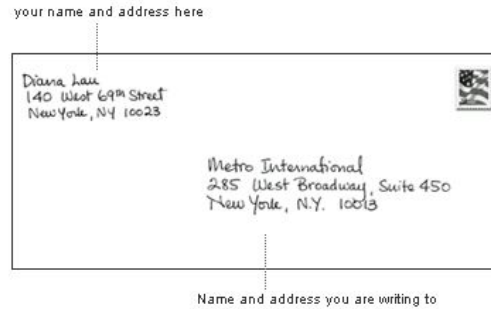 your name and address here
Diana Lau
140 West 69th Street
New York, NY 10023
Metro International
285 West Broadway, Suite 450
New York, N.Y. 10013
Name and address you are writing to